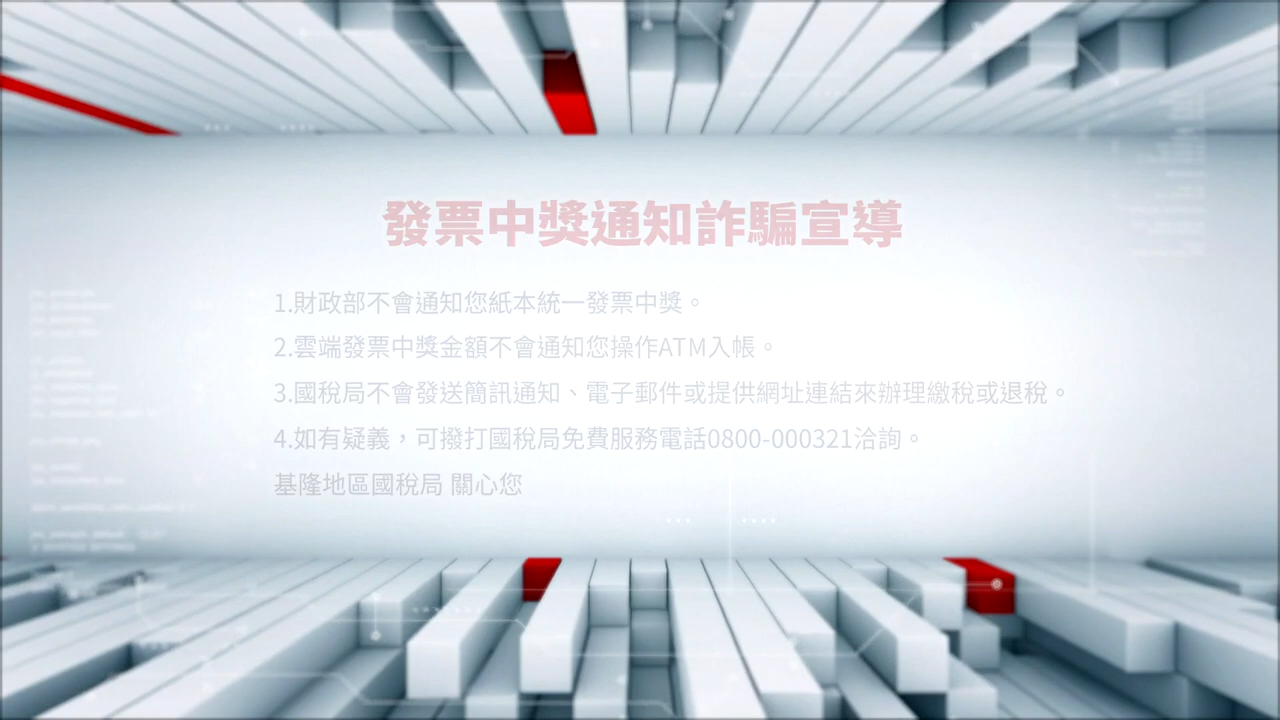 發票中獎通知詐騙宣導
1.財政部不會通知您紙本統一發票中獎。
2.雲端發票中獎金額不會通知您操作ATM入帳。
3.國稅局不會發送簡訊通知、電子郵件或提供網址連結來辦理繳稅或退稅。
4.如有疑義，可撥打國稅局免費服務電話0800-000321洽詢。
基隆地區國稅局 關心您